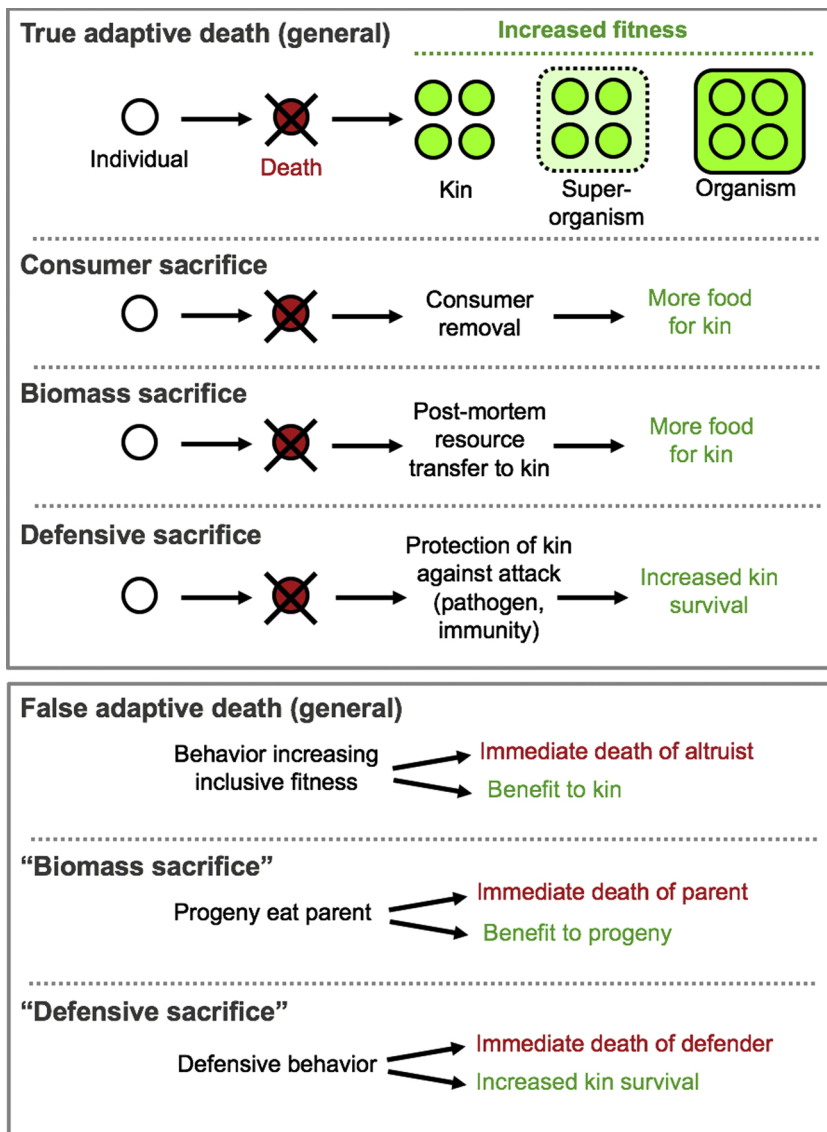 True adaptive death (general)
Increased fitness
Individual
Death
Kin
Super-
organism
Organism
Consumer sacrifice
Consumer
removal
More food
for kin
Biomass sacrifice
Post-mortem
resource
transfer to kin
More food
for kin
Defensive sacrifice
Protection of kin
against attack
(pathogen,
immunity)
Increased kin
survival
False adaptive death (general)
Behavior increasing
inclusive fitness
Immediate death of altruist
Benefit to kin
“Biomass sacrifice”
Progeny eat parent
Immediate death of parent
Benefit to progeny
“Defensive sacrifice”
Defensive behavior
Immediate death of defender
Increased kin survival